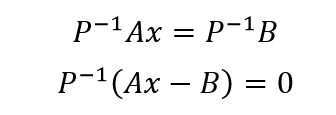 P⁻¹Ax = P⁻¹B
P⁻¹(Ax − B) = 0